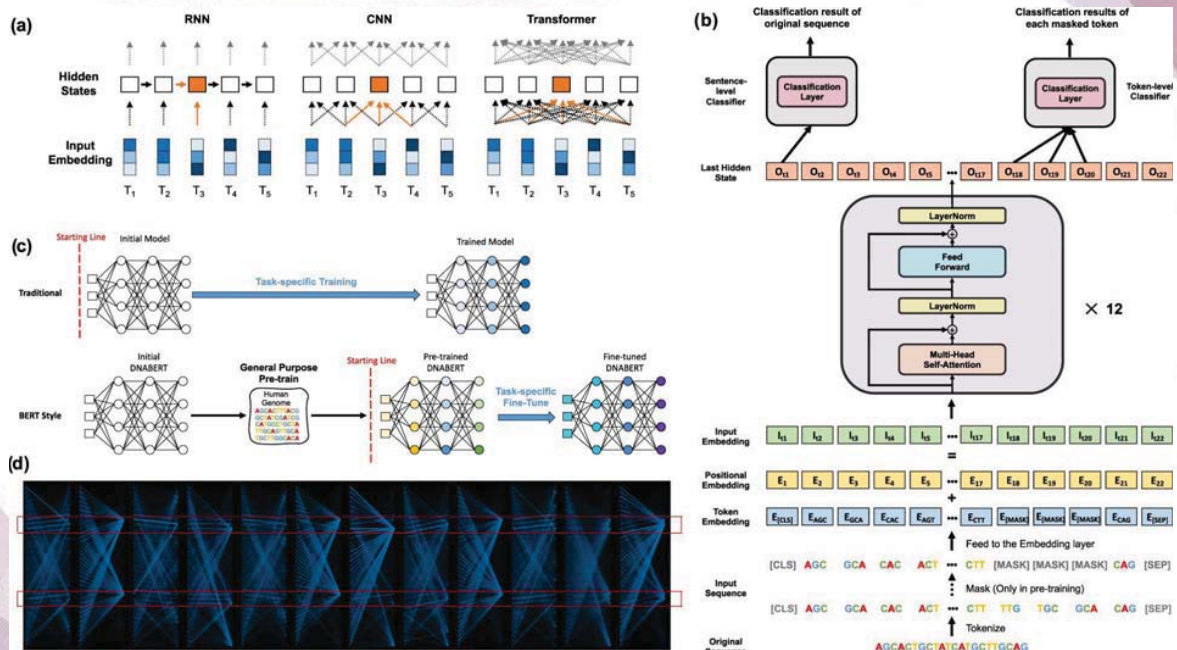 (a)
RNN CNN Transformer
Hidden
States
Input
Embedding
T1 T2 T3 T4 T5 T1 T2 T3 T4 T5 T1 T2 T3 T4 T5
(c)
Starting Line
Initial Model
Trained Model
Traditional
Task-specific Training
Initial
DNABERT
General Purpose
Pre-train
Starting Line
Pre-trained
DNABERT
Fine-tuned
DNABERT
BERT Style
Human
Genome
AGCACTTACG
GCTATCGATCG
CATGCCTGCTA
TTGCAGTTGCA
TGCTTGGCACA
Task-specific
Fine-Tune
(d)
(b)
Classification result of
original sequence
Classification results of
each masked token
Sentence-
level
Classifier
Classification
Layer
Classification
Layer
Token-level
Classifier
Last Hidden
State
Ot1 Ot2 Ot3 Ot4 Ot5 ••• Ot17 Ot18 Ot19 Ot20 Ot21 Ot22
LayerNorm
+
Feed
Forward
LayerNorm
+
Multi-Head
Self-Attention
× 12
Input
Embedding
It1 It2 It3 It4 It5 ••• It17 It18 It19 It20 It21 It22
=
Positional
Embedding
E1 E2 E3 E4 E5 ••• E17 E18 E19 E20 E21 E22
+
Token
Embedding
E[CLS] EAGC EGCA ECAC EAGT ••• ECTT E[MASK] E[MASK] E[MASK] ECAG E[SEP]
Feed to the Embedding layer
[CLS] AGC GCA CAC ACT ••• CTT [MASK] [MASK] [MASK] CAG [SEP]
Input
Sequence
Mask (Only in pre-training)
[CLS] AGC GCA CAC ACT ••• CTT TTG TGC GCA CAG [SEP]
Tokenize
Original
AGCACTGCTATCATGCTTGCAG